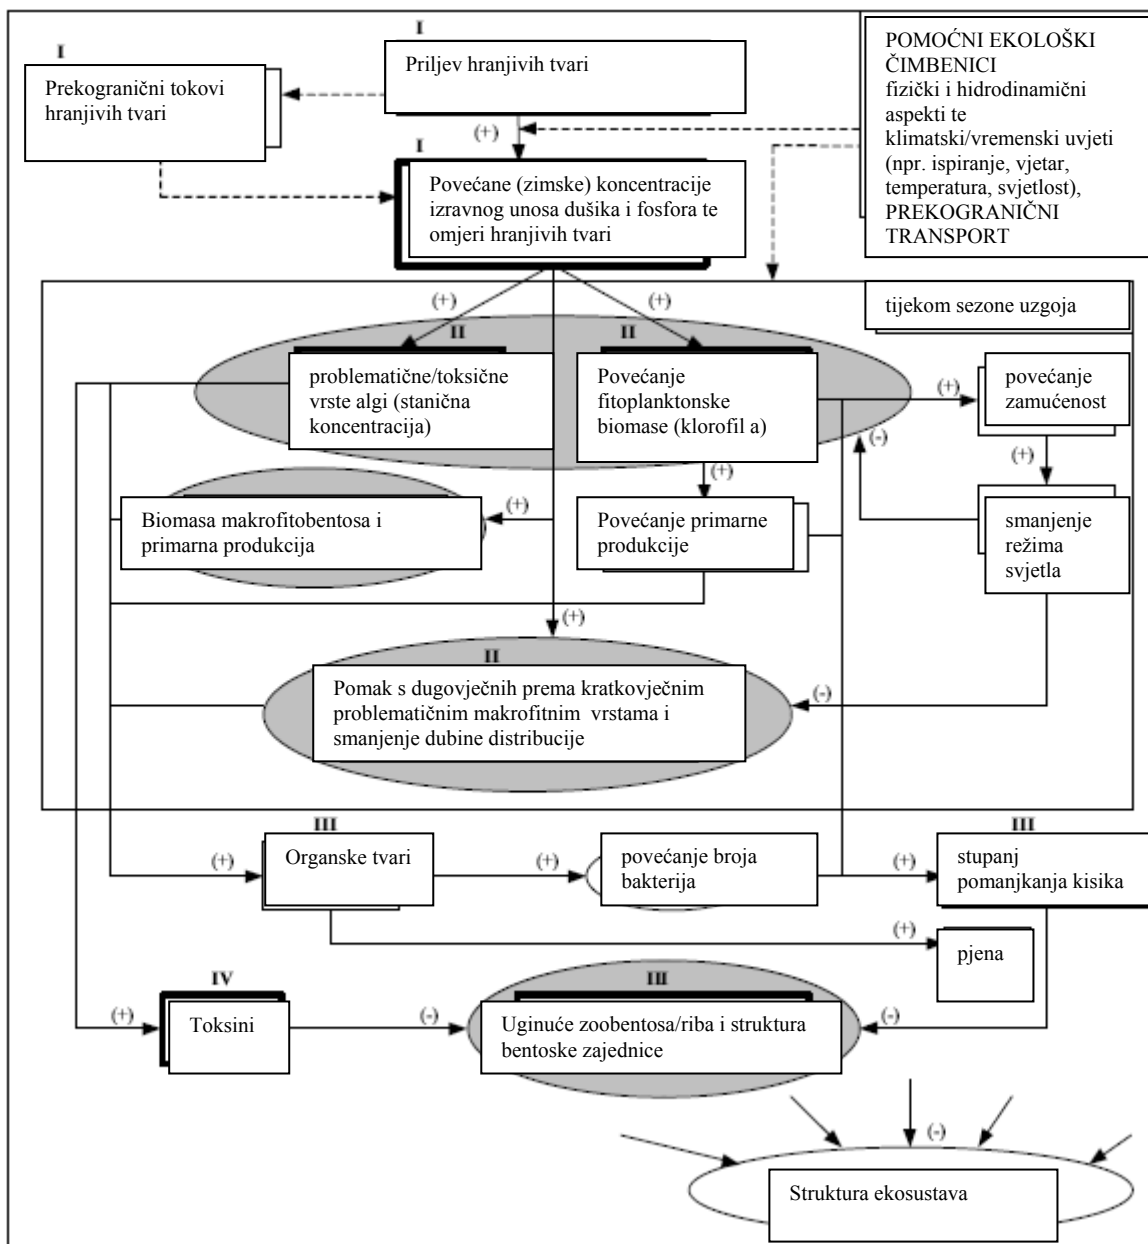 I
Prekogranični tokovi
hranjivih tvari
I
Priljev hranjivih tvari
POMOĆNI EKOLOŠKI
ČIMBENICI
fizički i hidrodinamični
aspekti te
klimatski/vremenski uvjeti
(npr. ispiranje, vjetar,
temperatura, svjetlost),
PREKOGRANIČNI
TRANSPORT
(+)
I
Povećane (zimske) koncentracije
izravnog unosa dušika i fosfora te
omjeri hranjivih tvari
tijekom sezone uzgoja
(+)
(+)
II
problematične/toksične
vrste algi (stanična
koncentracija)
II
Povećanje
fitoplanktonske
biomase (klorofil a)
(+)
povećanje
zamućenost
(-)
(+)
(+)
Biomasa makrofitobentosa i
primarna produkcija
(+)
Povećanje primarne
produkcije
smanjenje
režima
svjetla
(+)
II
Pomak s dugovječnih prema kratkovječnim
problematičnim makrofitnim vrstama i
smanjenje dubine distribucije
(-)
III
(+)
Organske tvari
(+)
povećanje broja
bakterija
(+)
III
stupanj
pomanjkanja kisika
(+)
pjena
IV
(+)
Toksini
(-)
III
Uginuće zoobentosa/riba i struktura
bentoske zajednice
(-)
(-)
Struktura ekosustava